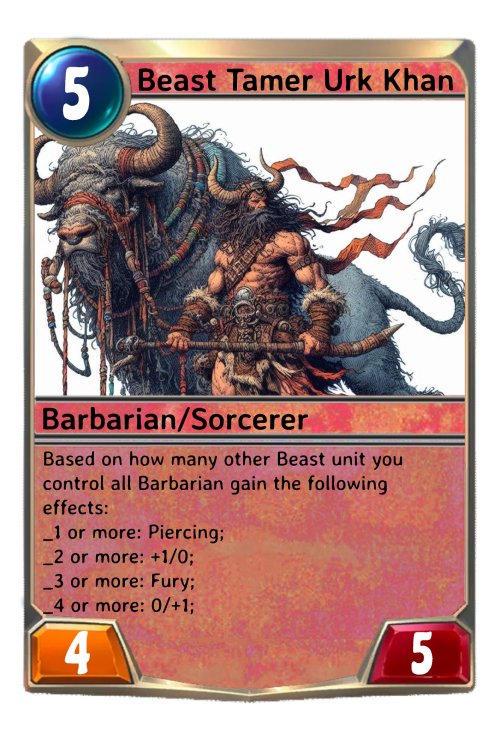 5
Beast Tamer Urk Khan
Barbarian/Sorcerer
Based on how many other Beast unit you
control all Barbarian gain the following
effects:
_1 or more: Piercing;
_2 or more: +1/0;
_3 or more: Fury;
_4 or more: 0/+1;
4
5